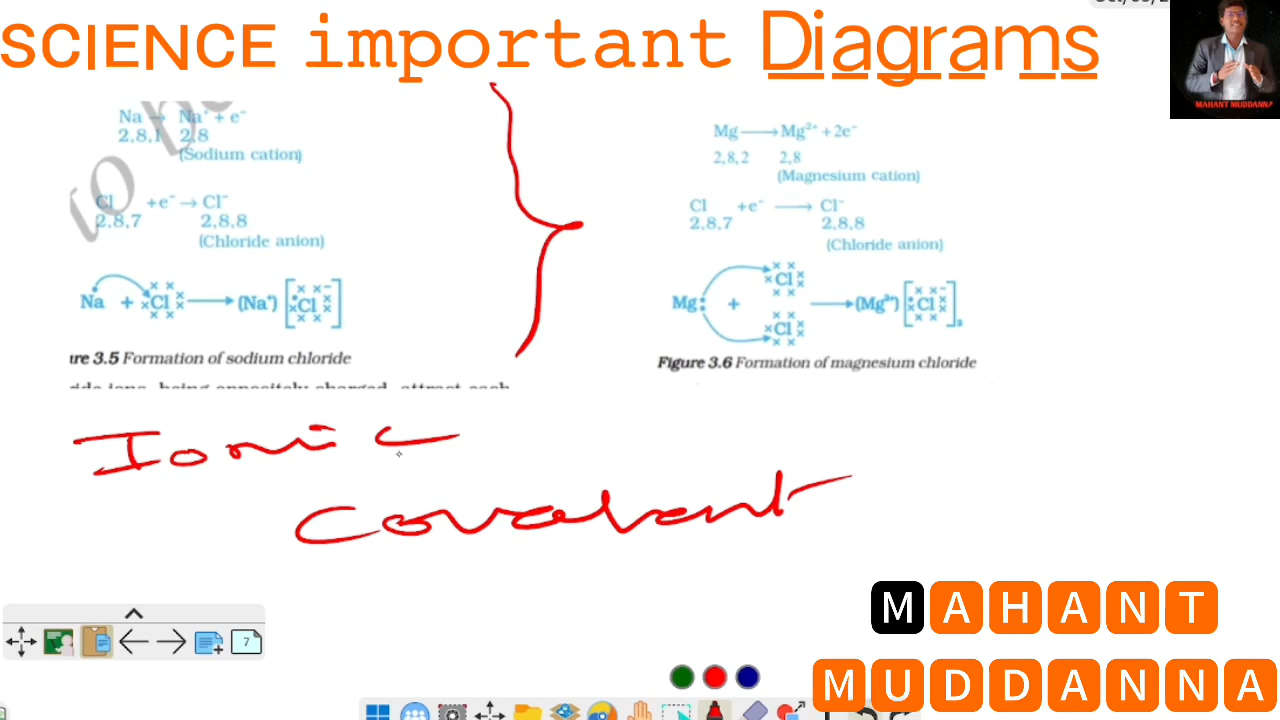 SCIENCE important Diagrams
MAHANT MUDDANNA
Na → Na⁺ + e⁻
2,8,1 2,8
(Sodium cation)
Cl +e⁻ → Cl⁻
2,8,7 2,8,8
(Chloride anion)
Na + Cl → (Na⁺) [Cl⁻]
ure 3.5 Formation of sodium chloride
Mg → Mg²⁺ + 2e⁻
2,8,2 2,8
(Magnesium cation)
Cl +e⁻ → Cl⁻
2,8,7 2,8,8
(Chloride anion)
Cl
Mg: + → (Mg²⁺) [Cl⁻]₂
Cl
Figure 3.6 Formation of magnesium chloride
Ionic
Covalant
7
MAHANT
MUDDANNA